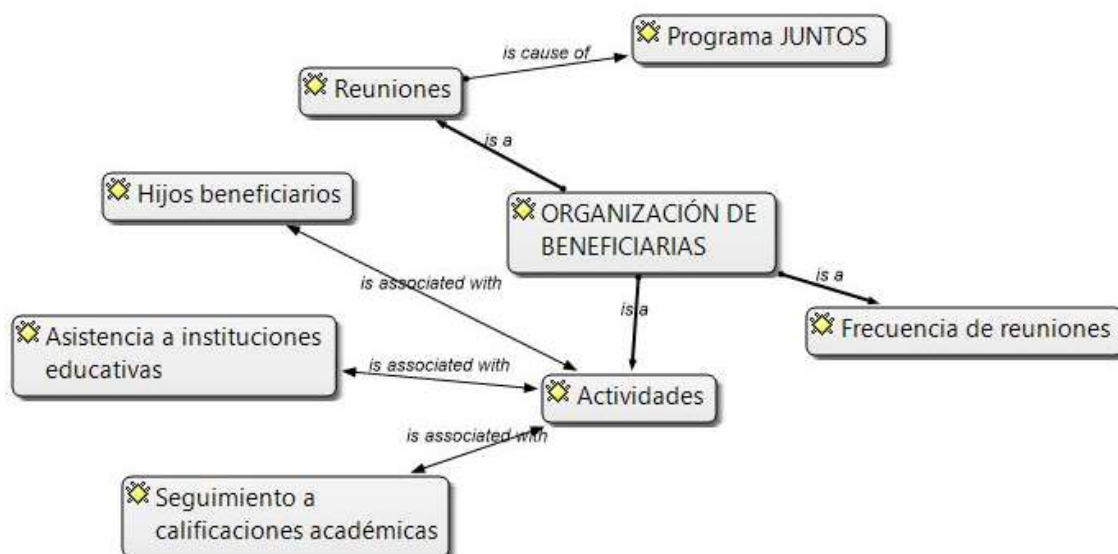 Programa JUNTOS
is cause of
Reuniones
is a
Hijos beneficiarios
ORGANIZACIÓN DE
BENEFICIARIAS
is associated with
is a
is a
Asistencia a instituciones
educativas
Frecuencia de reuniones
is associated with
Actividades
is associated with
Seguimiento a
calificaciones académicas